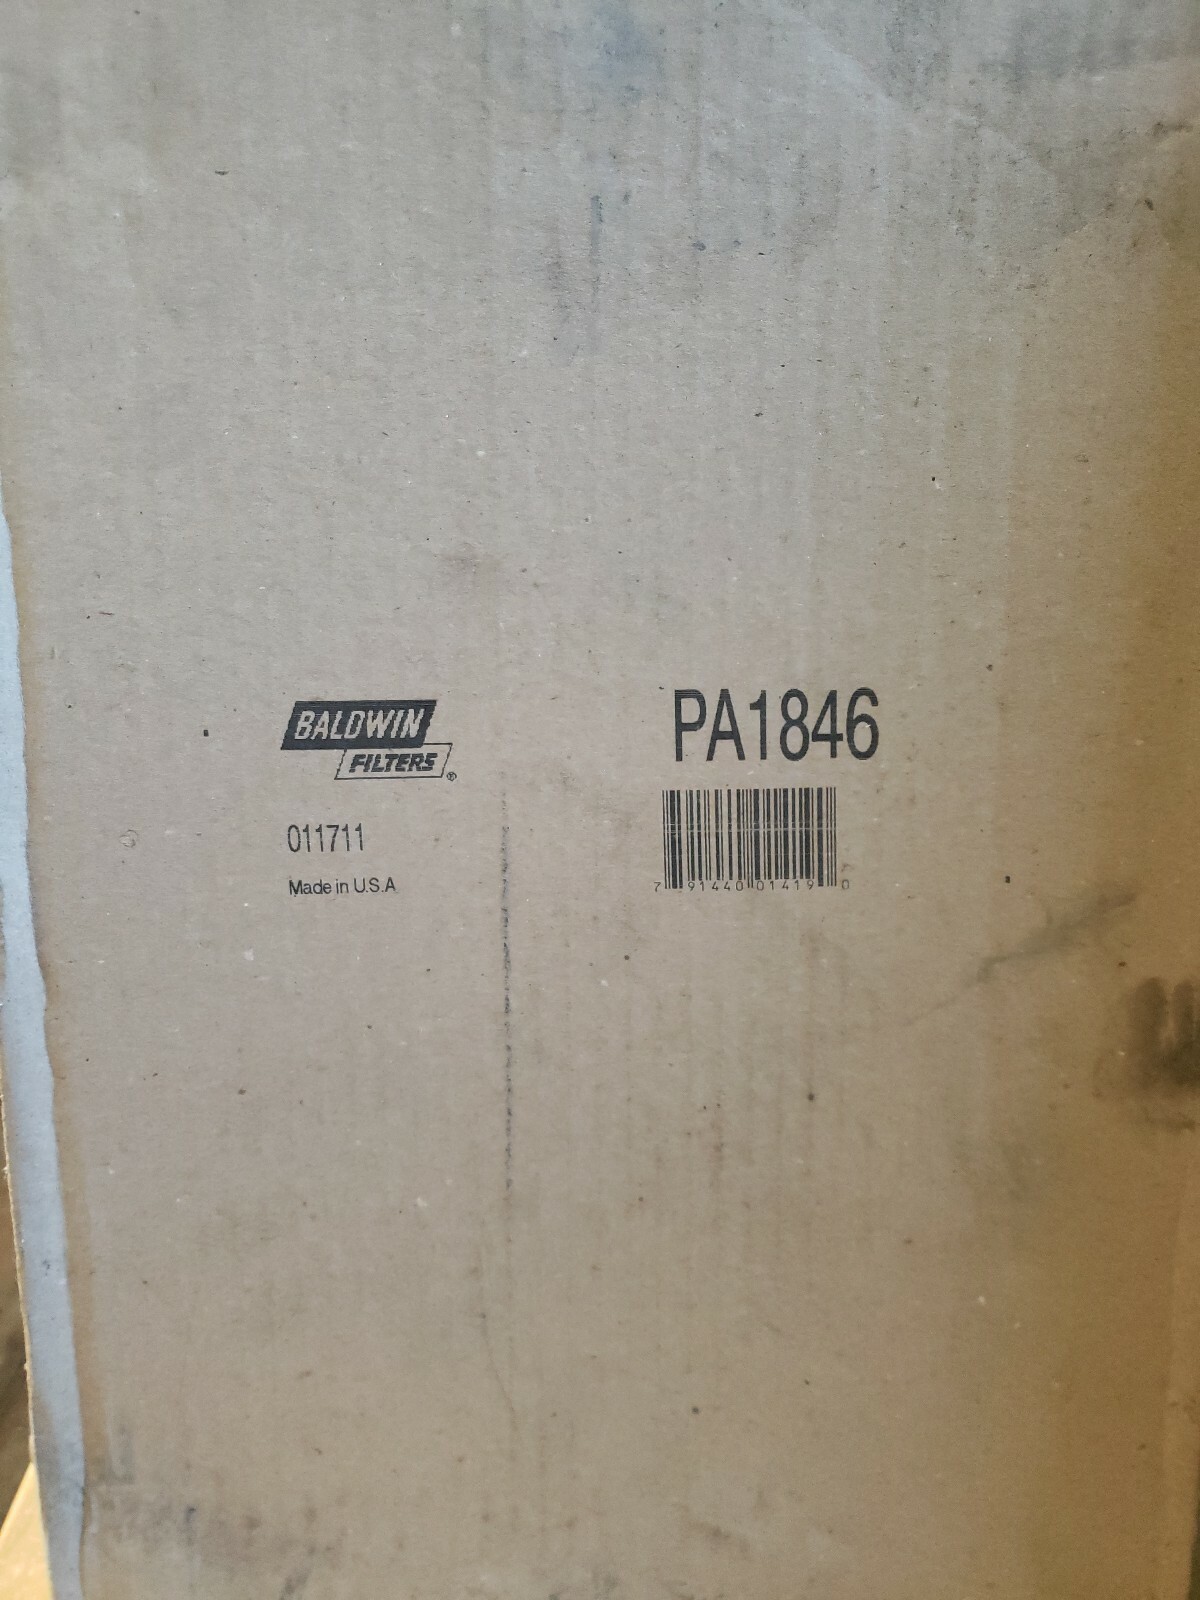 BALDWIN
FILTERS®
011711
Made in U.S.A
PA1846
7 91440 01419 0